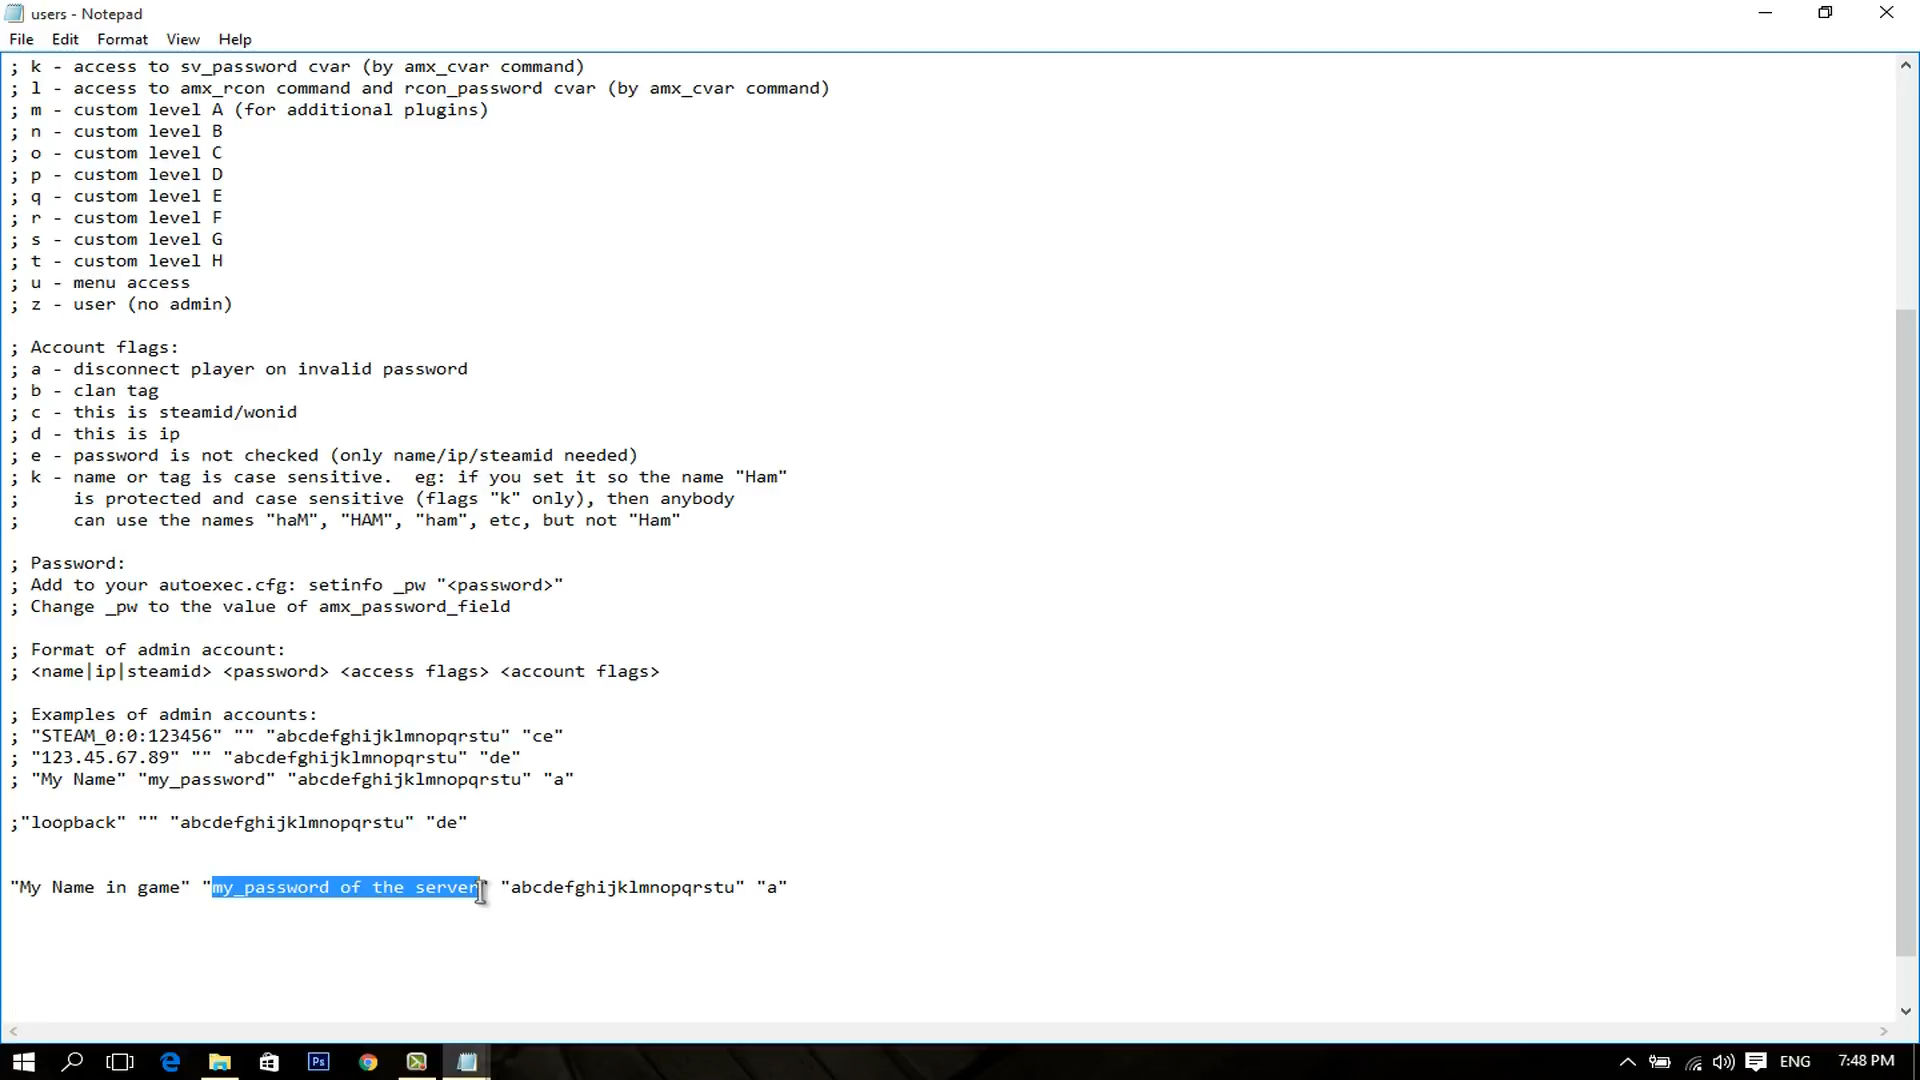 users - Notepad
File Edit Format View Help
; k - access to sv_password cvar (by amx_cvar command)
; l - access to amx_rcon command and rcon_password cvar (by amx_cvar command)
; m - custom level A (for additional plugins)
; n - custom level B
; o - custom level C
; p - custom level D
; q - custom level E
; r - custom level F
; s - custom level G
; t - custom level H
; u - menu access
; z - user (no admin)
; Account flags:
; a - disconnect player on invalid password
; b - clan tag
; c - this is steamid/wonid
; d - this is ip
; e - password is not checked (only name/ip/steamid needed)
; k - name or tag is case sensitive.  eg: if you set it so the name "Ham"
;     is protected and case sensitive (flags "k" only), then anybody
;     can use the names "haM", "HAM", "ham", etc, but not "Ham"
; Password:
; Add to your autoexec.cfg: setinfo _pw "<password>"
; Change _pw to the value of amx_password_field
; Format of admin account:
; <name|ip|steamid> <password> <access flags> <account flags>
; Examples of admin accounts:
; "STEAM_0:0:123456" "" "abcdefghijklmnopqrstu" "ce"
; "123.45.67.89" "" "abcdefghijklmnopqrstu" "de"
; "My Name" "my_password" "abcdefghijklmnopqrstu" "a"
;"loopback" "" "abcdefghijklmnopqrstu" "de"
"My Name in game" "my_password of the server" "abcdefghijklmnopqrstu" "a"
Ps ENG 7:48 PM